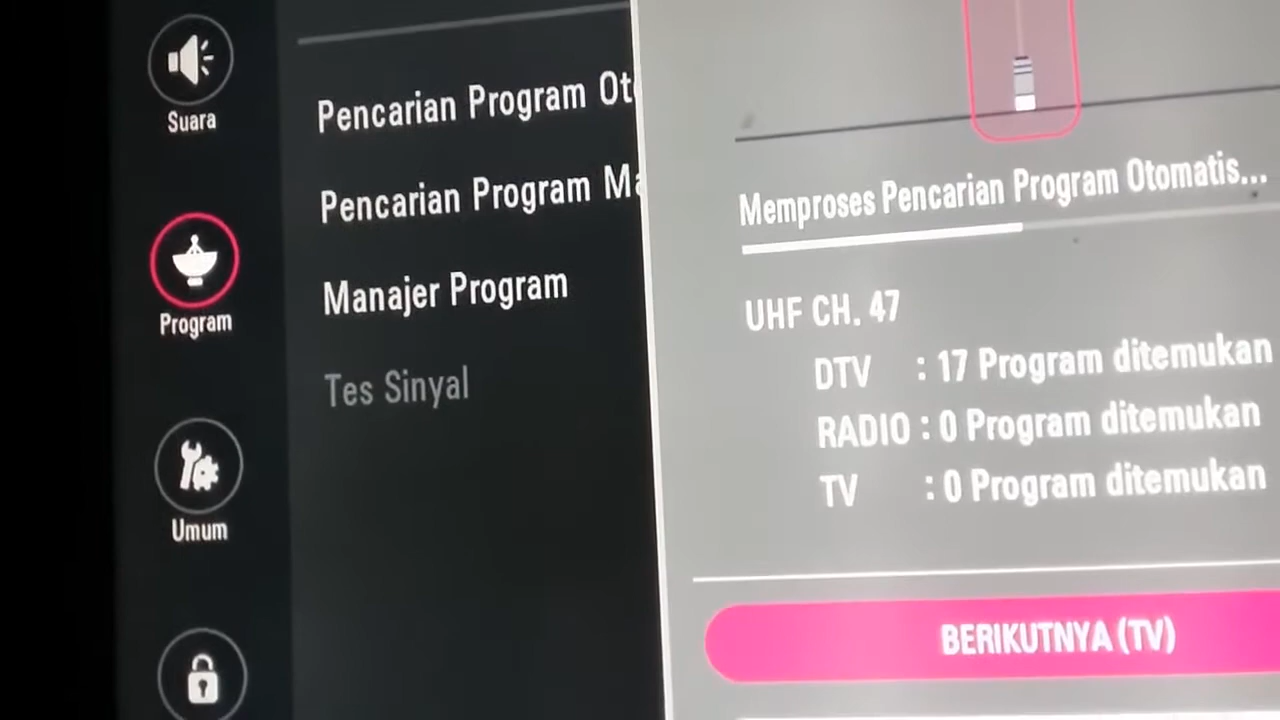 Suara
Program
Umum
Pencarian Program Ot
Pencarian Program Ma
Manajer Program
Tes Sinyal
Memproses Pencarian Program Otomatis...
UHF CH. 47
DTV : 17 Program ditemukan
RADIO : 0 Program ditemukan
TV : 0 Program ditemukan
BERIKUTNYA (TV)